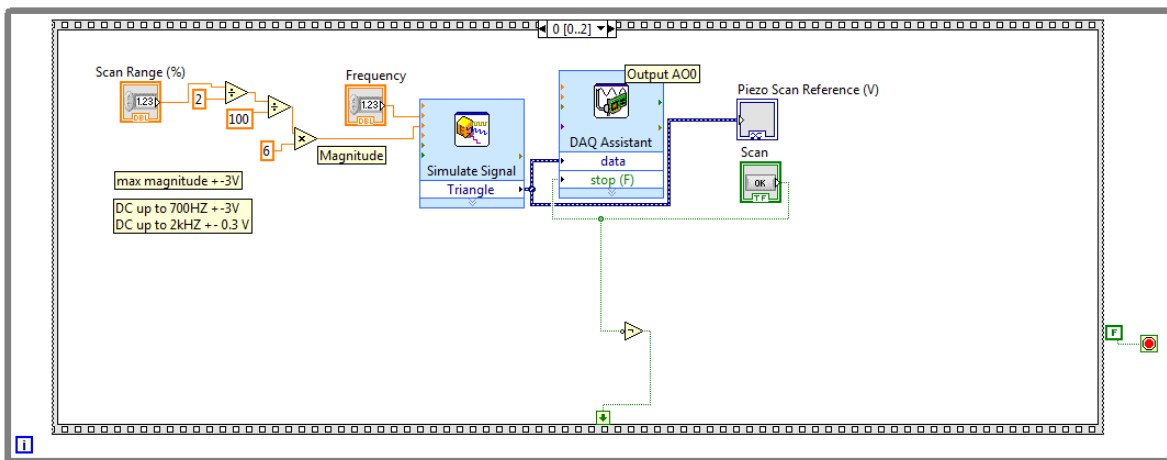 0 [0..2]
Scan Range (%)
1.23
DBL
2
100
6
Frequency
1.23
DBL
Magnitude
max magnitude +-3V
DC up to 700HZ +-3V
DC up to 2kHZ +- 0.3 V
Simulate Signal
Triangle
Output AO0
DAQ Assistant
data
stop (F)
Piezo Scan Reference (V)
Scan
OK
TF
F
i